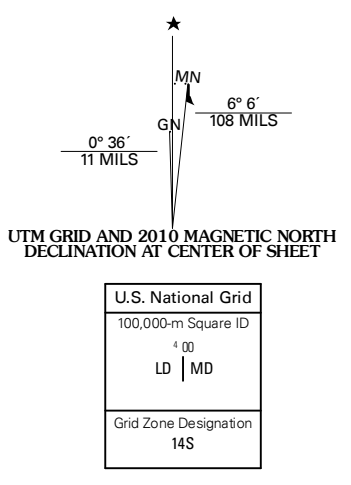 ★
MN
6° 6´
108 MILS
GN
0° 36´
11 MILS
UTM GRID AND 2010 MAGNETIC NORTH
DECLINATION AT CENTER OF SHEET
U.S. National Grid
100,000-m Square ID
4 00
LD MD
Grid Zone Designation
14S